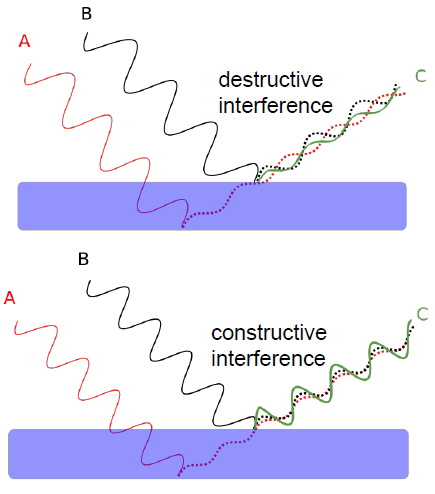 B
A
C
destructive
interference
B
A
C
constructive
interference